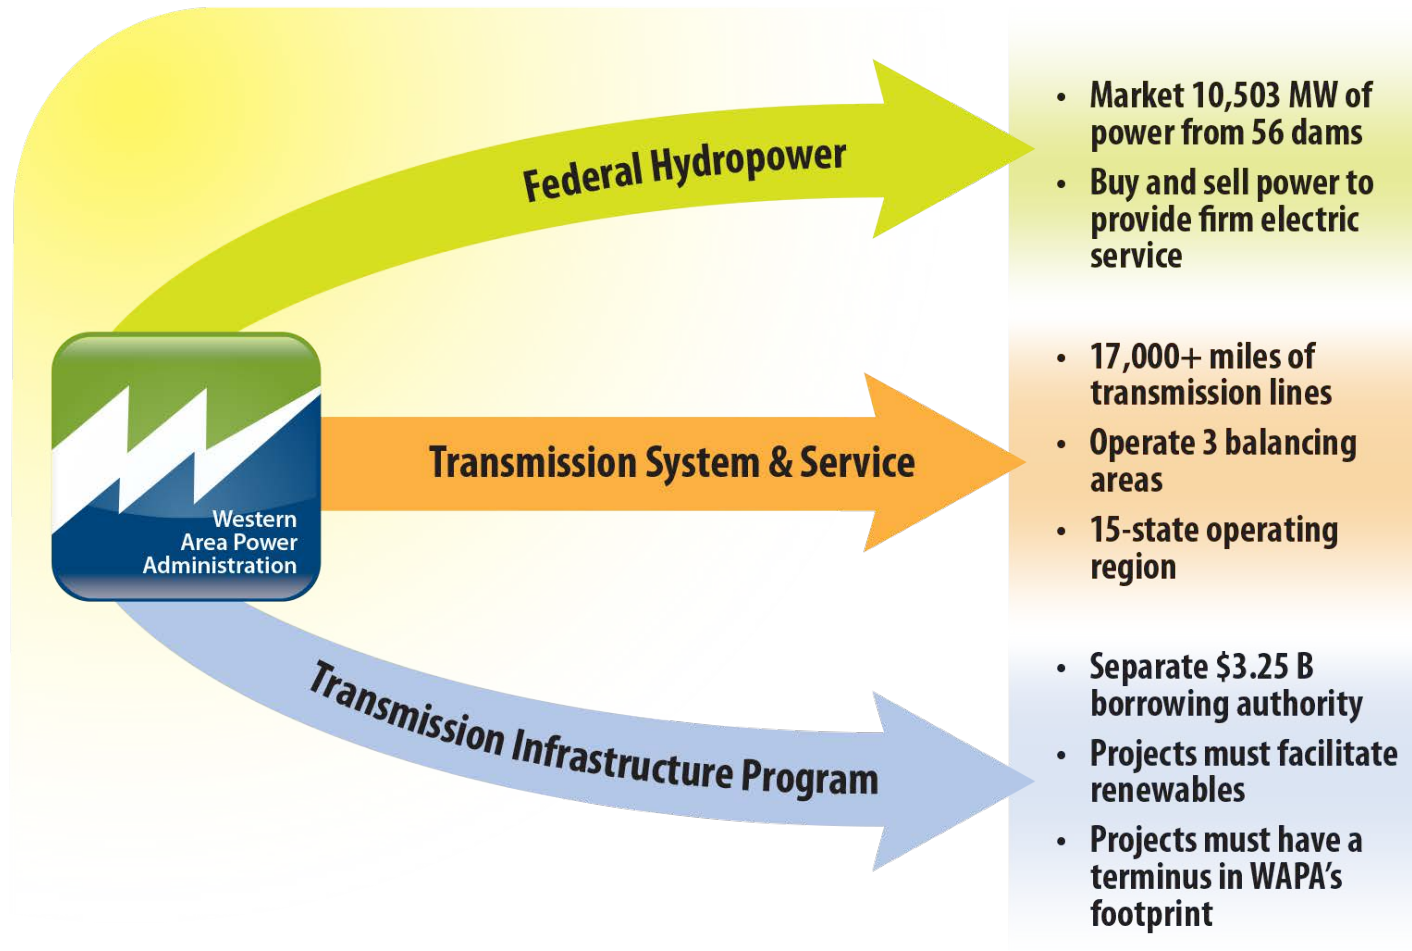 Federal Hydropower
• Market 10,503 MW of
power from 56 dams
• Buy and sell power to
provide firm electric
service
Western
Area Power
Administration
Transmission System & Service
• 17,000+ miles of
transmission lines
• Operate 3 balancing
areas
• 15-state operating
region
Transmission Infrastructure Program
• Separate $3.25 B
borrowing authority
• Projects must facilitate
renewables
• Projects must have a
terminus in WAPA’s
footprint